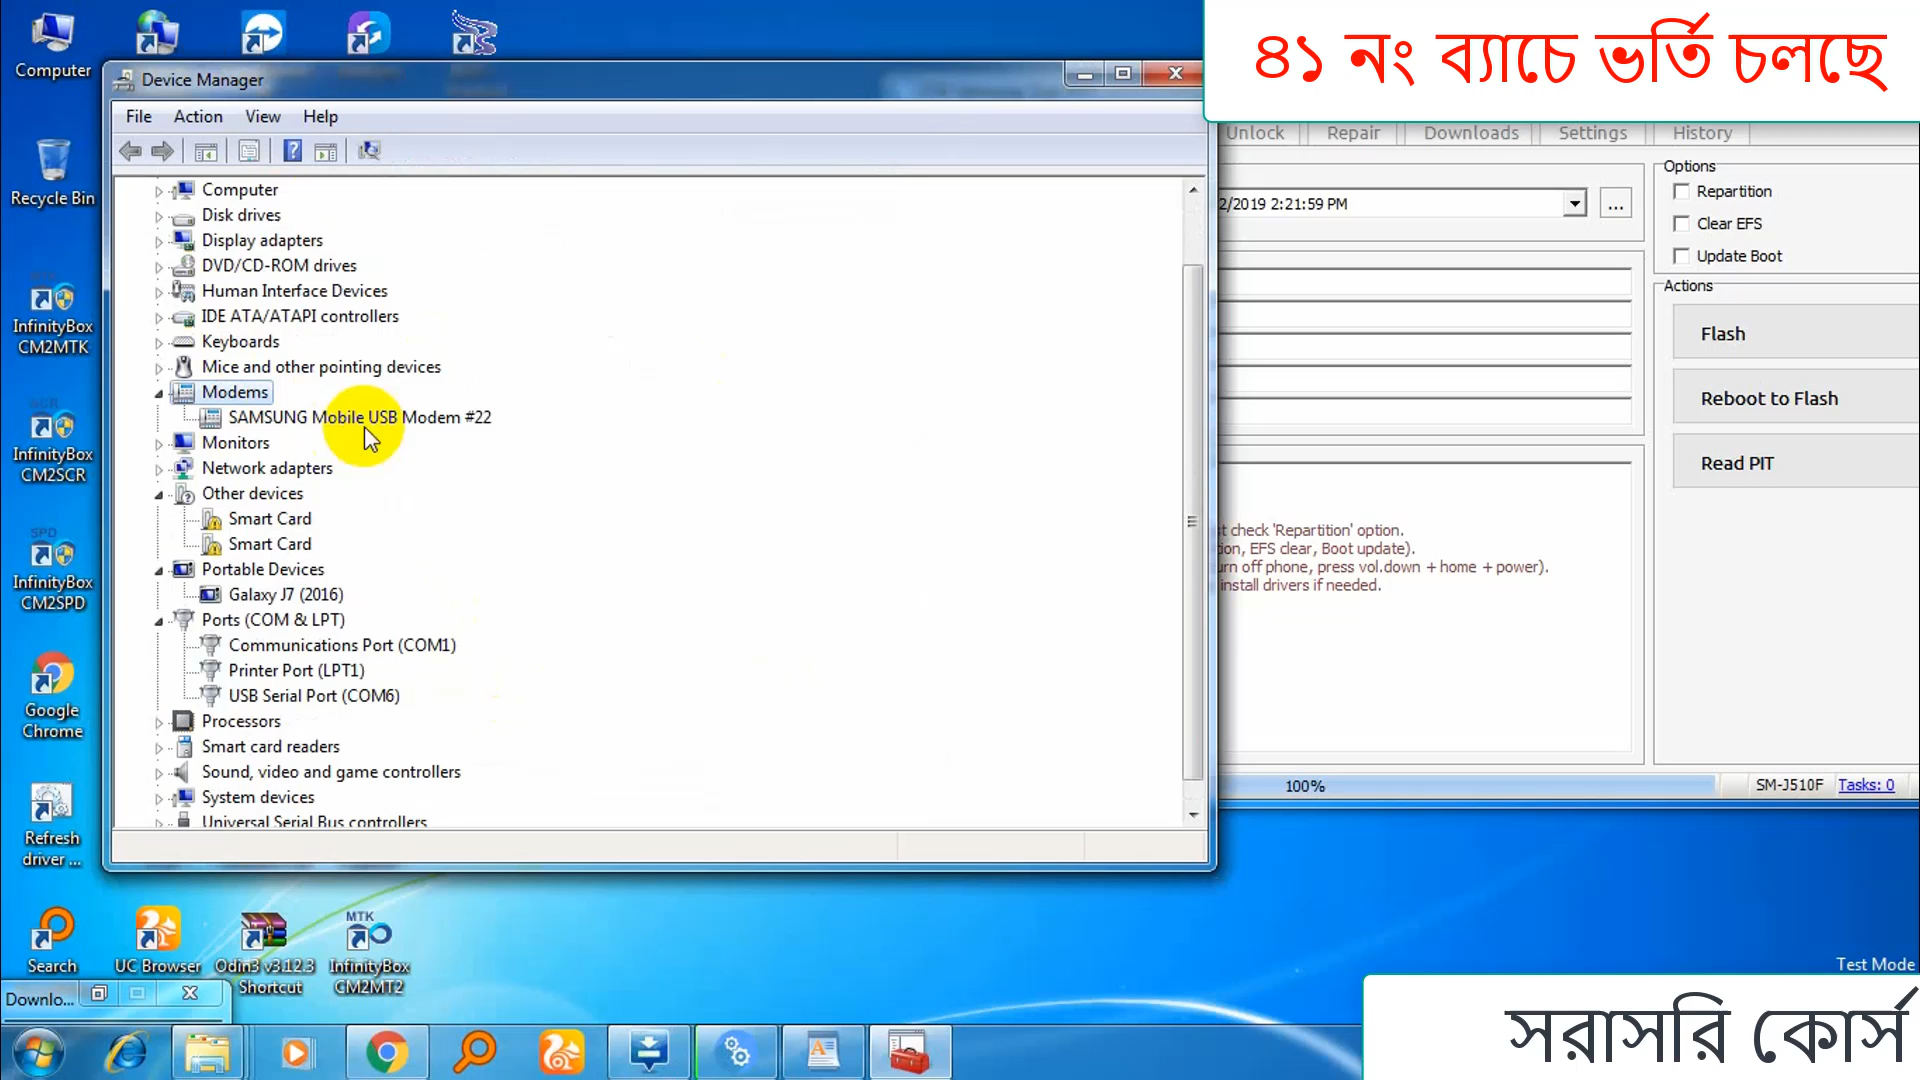 ৪১ নং ব্যাচে ভর্তি চলছে
Computer
Recycle Bin
InfinityBox
CM2MTK
InfinityBox
CM2SCR
SPD
InfinityBox
CM2SPD
Google
Chrome
Refresh
driver ...
Device Manager
File Action View Help
Computer
Disk drives
Display adapters
DVD/CD-ROM drives
Human Interface Devices
IDE ATA/ATAPI controllers
Keyboards
Mice and other pointing devices
Modems
SAMSUNG Mobile USB Modem #22
Monitors
Network adapters
Other devices
Smart Card
Smart Card
Portable Devices
Galaxy J7 (2016)
Ports (COM & LPT)
Communications Port (COM1)
Printer Port (LPT1)
USB Serial Port (COM6)
Processors
Smart card readers
Sound, video and game controllers
System devices
Universal Serial Bus controllers
Unlock Repair Downloads Settings History
2/2019 2:21:59 PM
...
Options
Repartition
Clear EFS
Update Boot
Actions
Flash
Reboot to Flash
Read PIT
t check 'Repartition' option.
tion, EFS clear, Boot update).
urn off phone, press vol.down + home + power).
install drivers if needed.
100%
SM-J510F
Tasks: 0
Search
UC Browser
Odin3 v3.12.3
Shortcut
MTK
InfinityBox
CM2MT2
Test Mode
Downlo...
সরাসরি কোর্স